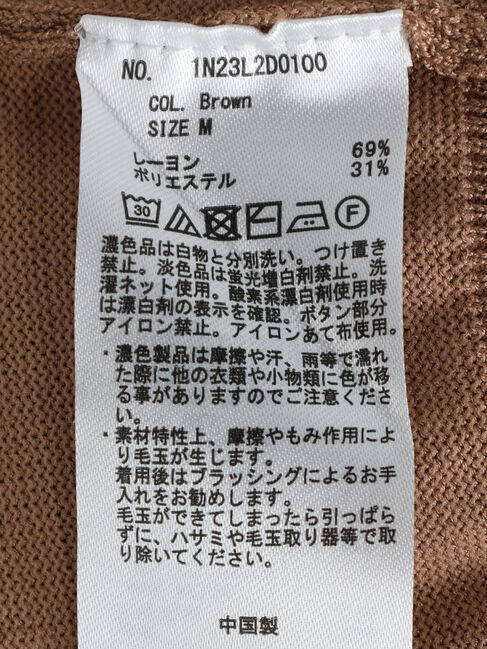 NO. 1N23L2D0100
COL. Brown
SIZE M
レーヨン 69%
ポリエステル 31%
30 F
濃色品は白物と分別洗い。つけ置き
禁止。淡色品は蛍光増白剤禁止。洗
濯ネット使用。酸素系漂白剤使用時
は漂白剤の表示を確認。ボタン部分
アイロン禁止。アイロンあて布使用。
・濃色製品は摩擦や汗、雨等で濡れ
た際に他の衣類や小物類に色が移
る事がありますのでご注意くださ
い。
・素材特性上、摩擦やもみ作用によ
り毛玉が生じます。
着用後はブラッシングによるお手
入れをお勧めします。
毛玉ができてしまったら引っぱら
ずに、ハサミや毛玉取り器等で取
り除いてください。
中国製